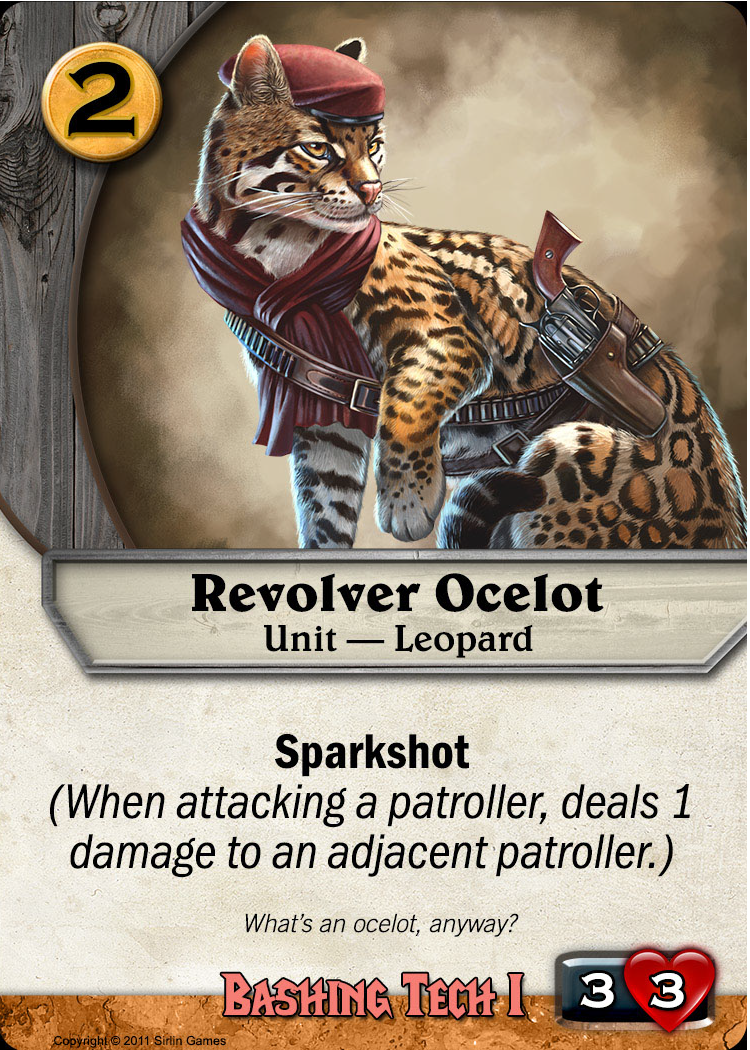 2
Revolver Ocelot
Unit — Leopard
Sparkshot
(When attacking a patroller, deals 1
damage to an adjacent patroller.)
What's an ocelot, anyway?
Bashing Tech I
3 3
Copyright © 2011 Sirlin Games